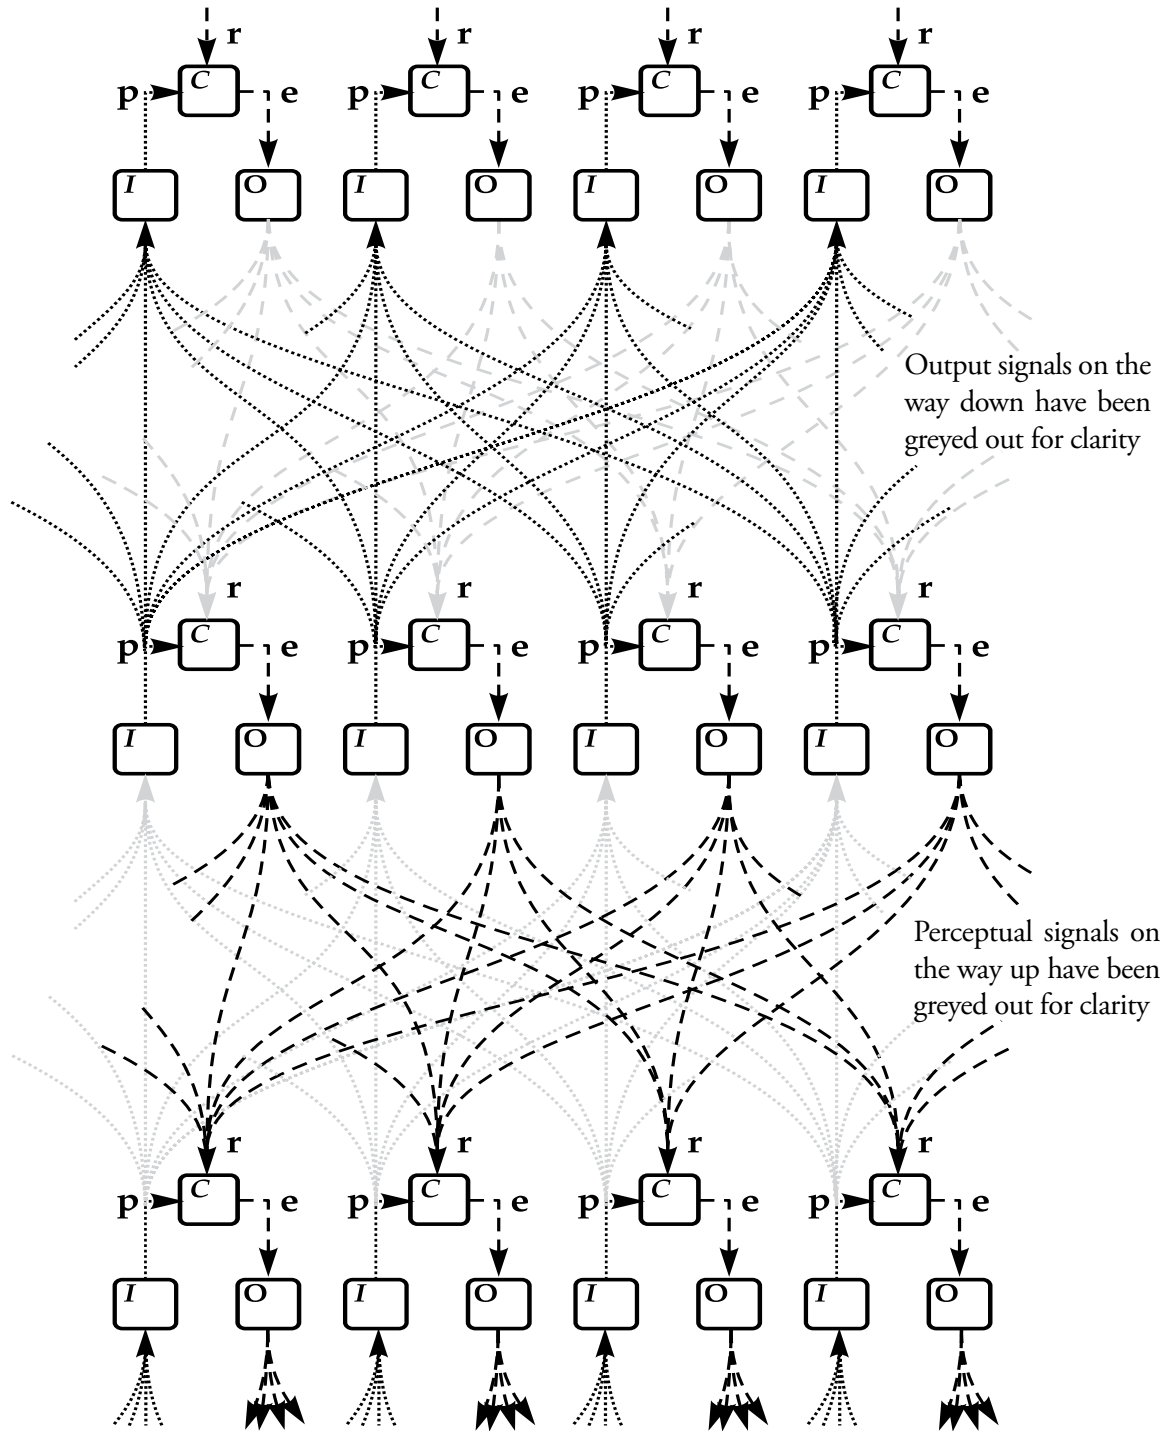 r r r r
C C C C
p e p e p e p e
I O I O I O I O
Output signals on the
way down have been
greyed out for clarity
r r r r
C C C C
p e p e p e p e
I O I O I O I O
Perceptual signals on
the way up have been
greyed out for clarity
r r r r
C C C C
p e p e p e p e
I O I O I O I O